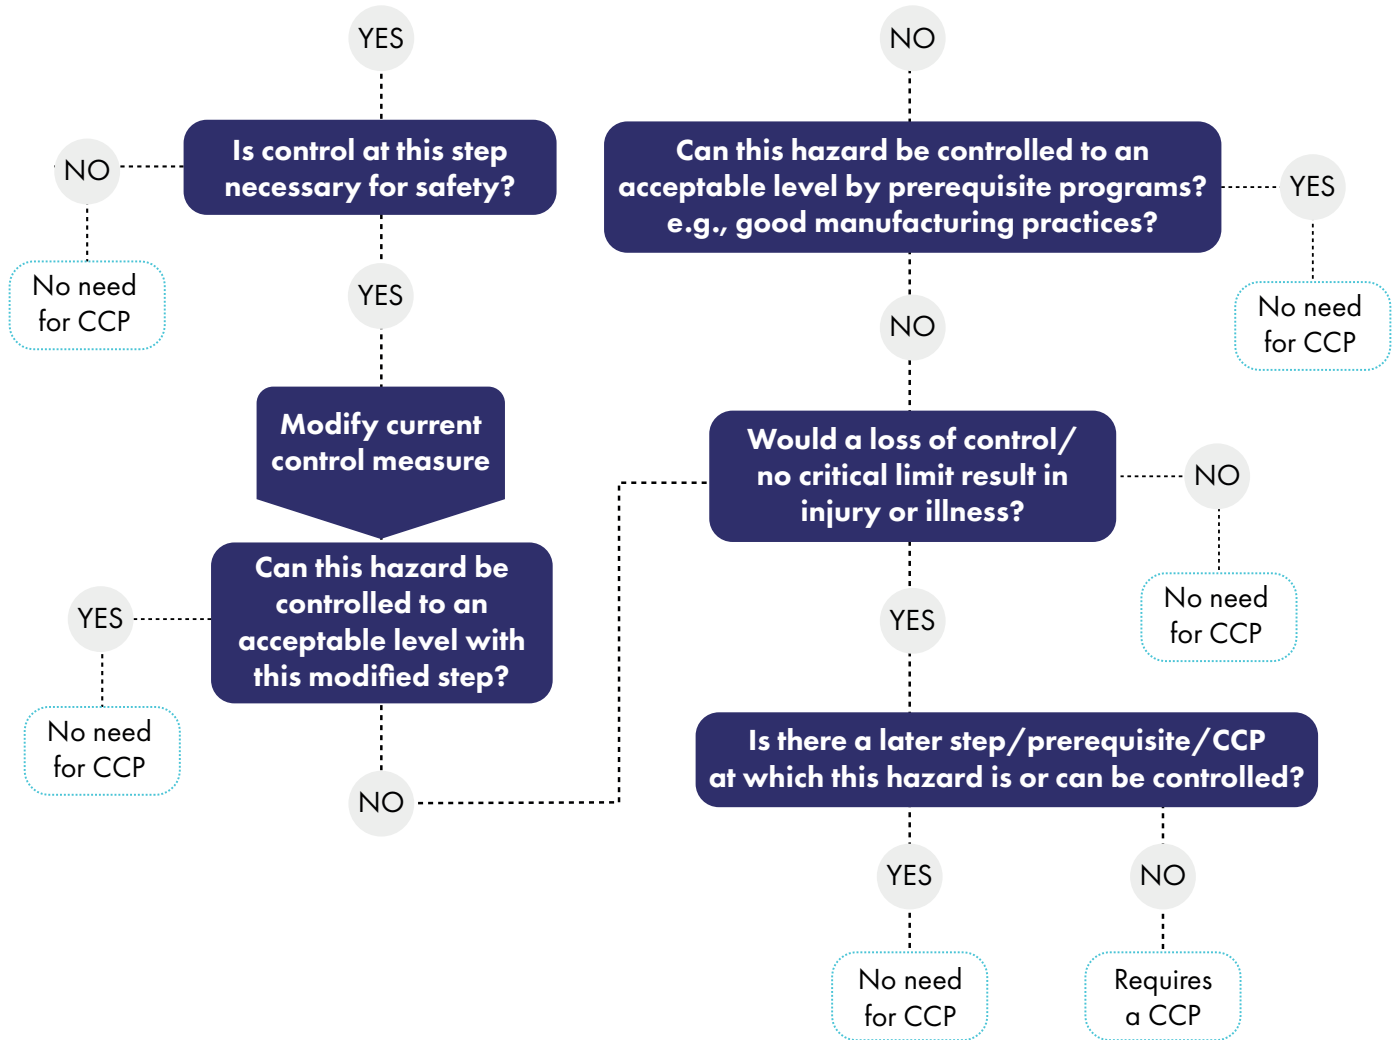 YES
NO
Is control at this step
necessary for safety?
NO
No need
for CCP
YES
Modify current
control measure
Can this hazard be
controlled to an
acceptable level with
this modified step?
YES
No need
for CCP
NO
Can this hazard be controlled to an
acceptable level by prerequisite programs?
e.g., good manufacturing practices?
YES
No need
for CCP
NO
Would a loss of control/
no critical limit result in
injury or illness?
NO
No need
for CCP
YES
Is there a later step/prerequisite/CCP
at which this hazard is or can be controlled?
YES
No need
for CCP
NO
Requires
a CCP